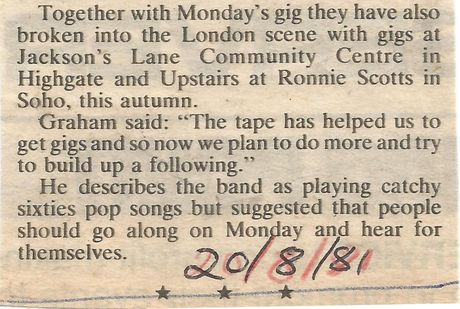 Together with Monday's gig they have also
broken into the London scene with gigs at
Jackson's Lane Community Centre in
Highgate and Upstairs at Ronnie Scotts in
Soho, this autumn.
Graham said: “The tape has helped us to
get gigs and so now we plan to do more and try
to build up a following.”
He describes the band as playing catchy
sixties pop songs but suggested that people
should go along on Monday and hear for
themselves.
20/8/81
★ ★ ★